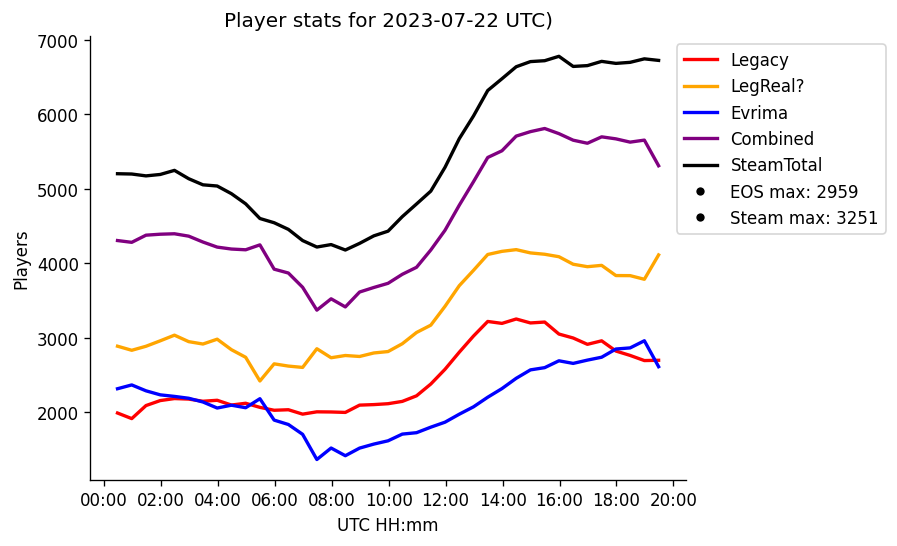 Player stats for 2023-07-22 UTC)
7000
6000
5000
4000
3000
2000
Players
00:00 02:00 04:00 06:00 08:00 10:00 12:00 14:00 16:00 18:00 20:00
UTC HH:mm
Legacy
LegReal?
Evrima
Combined
SteamTotal
EOS max: 2959
Steam max: 3251